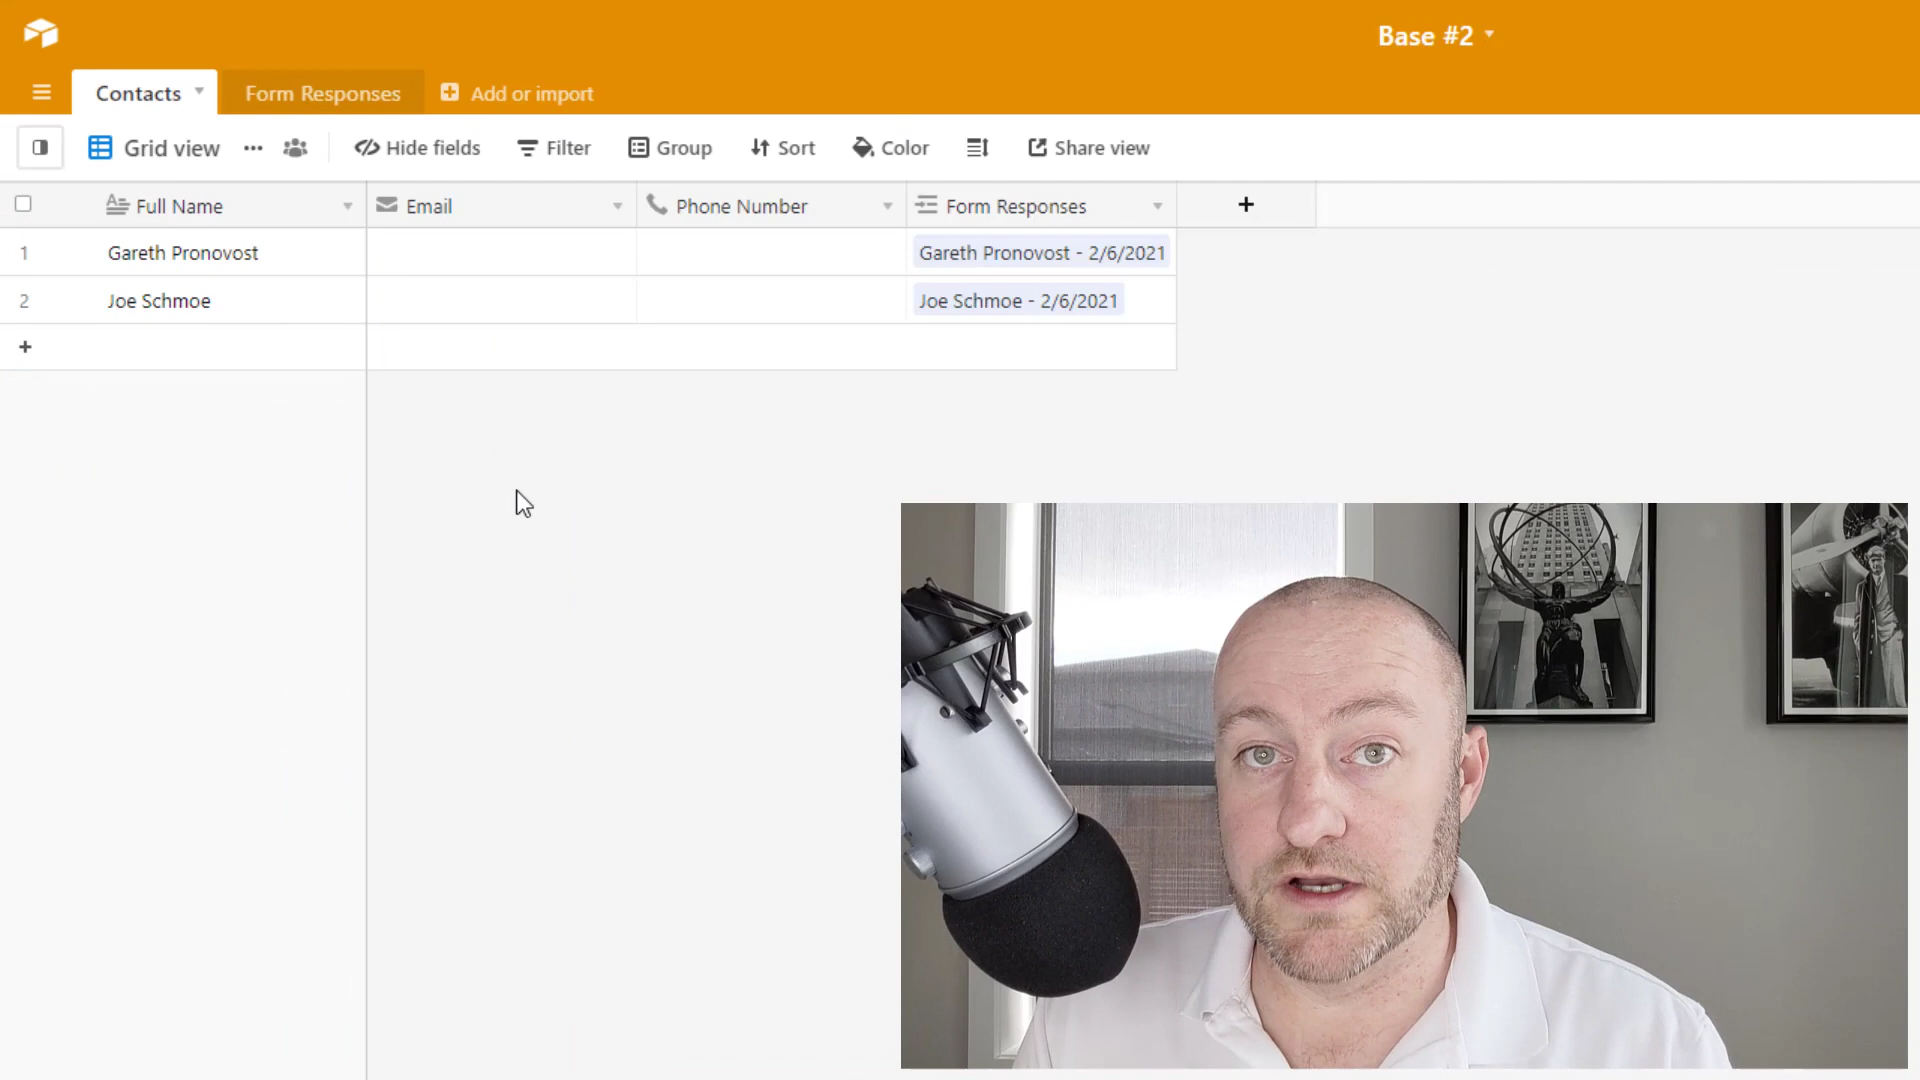 Base #2
Contacts
Form Responses
Add or import
Grid view
Hide fields
Filter
Group
Sort
Color
Share view
Full Name
Email
Phone Number
Form Responses
+
1
Gareth Pronovost
Gareth Pronovost - 2/6/2021
2
Joe Schmoe
Joe Schmoe - 2/6/2021
+